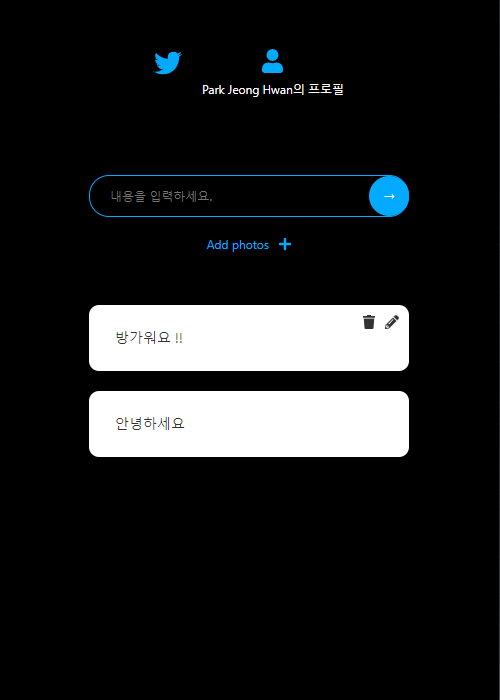 Park Jeong Hwan의 프로필
내용을 입력하세요.
→
Add photos +
방가워요 !!
안녕하세요